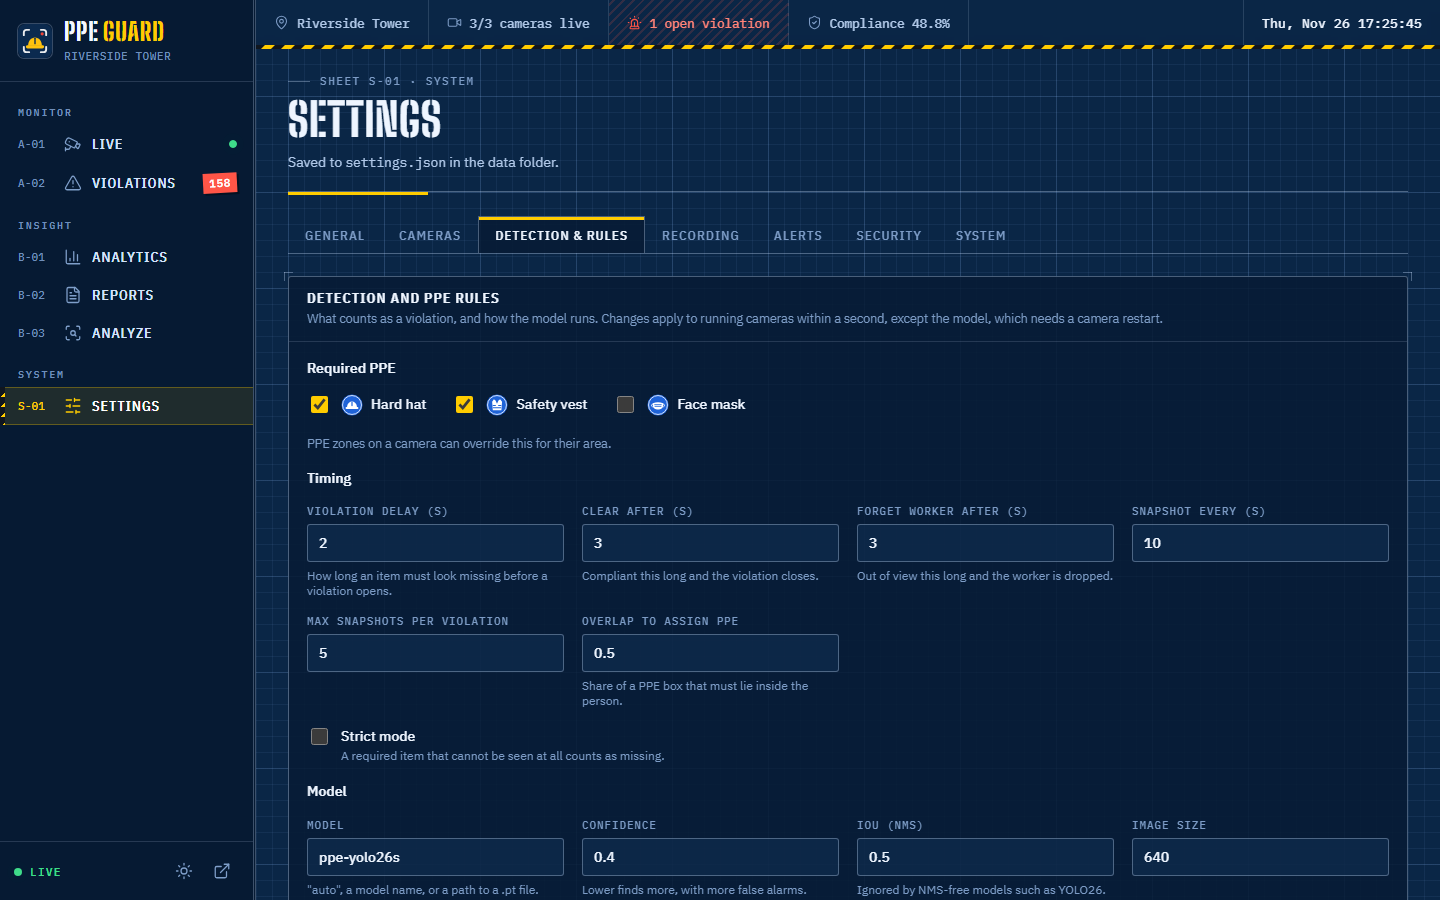 PPE GUARD
RIVERSIDE TOWER
Riverside Tower
3/3 cameras live
1 open violation
Compliance 48.8%
Thu, Nov 26 17:25:45
MONITOR
A-01 LIVE
A-02 VIOLATIONS 158
INSIGHT
B-01 ANALYTICS
B-02 REPORTS
B-03 ANALYZE
SYSTEM
S-01 SETTINGS
LIVE
SHEET S-01 · SYSTEM
SETTINGS
Saved to settings.json in the data folder.
GENERAL CAMERAS DETECTION & RULES RECORDING ALERTS SECURITY SYSTEM
DETECTION AND PPE RULES
What counts as a violation, and how the model runs. Changes apply to running cameras within a second, except the model, which needs a camera restart.
Required PPE
Hard hat Safety vest Face mask
PPE zones on a camera can override this for their area.
Timing
VIOLATION DELAY (S) CLEAR AFTER (S) FORGET WORKER AFTER (S) SNAPSHOT EVERY (S)
2 3 3 10
How long an item must look missing before a
violation opens.
Compliant this long and the violation closes.
Out of view this long and the worker is dropped.
MAX SNAPSHOTS PER VIOLATION OVERLAP TO ASSIGN PPE
5 0.5
Share of a PPE box that must lie inside the
person.
Strict mode
A required item that cannot be seen at all counts as missing.
Model
MODEL CONFIDENCE IOU (NMS) IMAGE SIZE
ppe-yolo26s 0.4 0.5 640
"auto", a model name, or a path to a .pt file.
Lower finds more, with more false alarms.
Ignored by NMS-free models such as YOLO26.